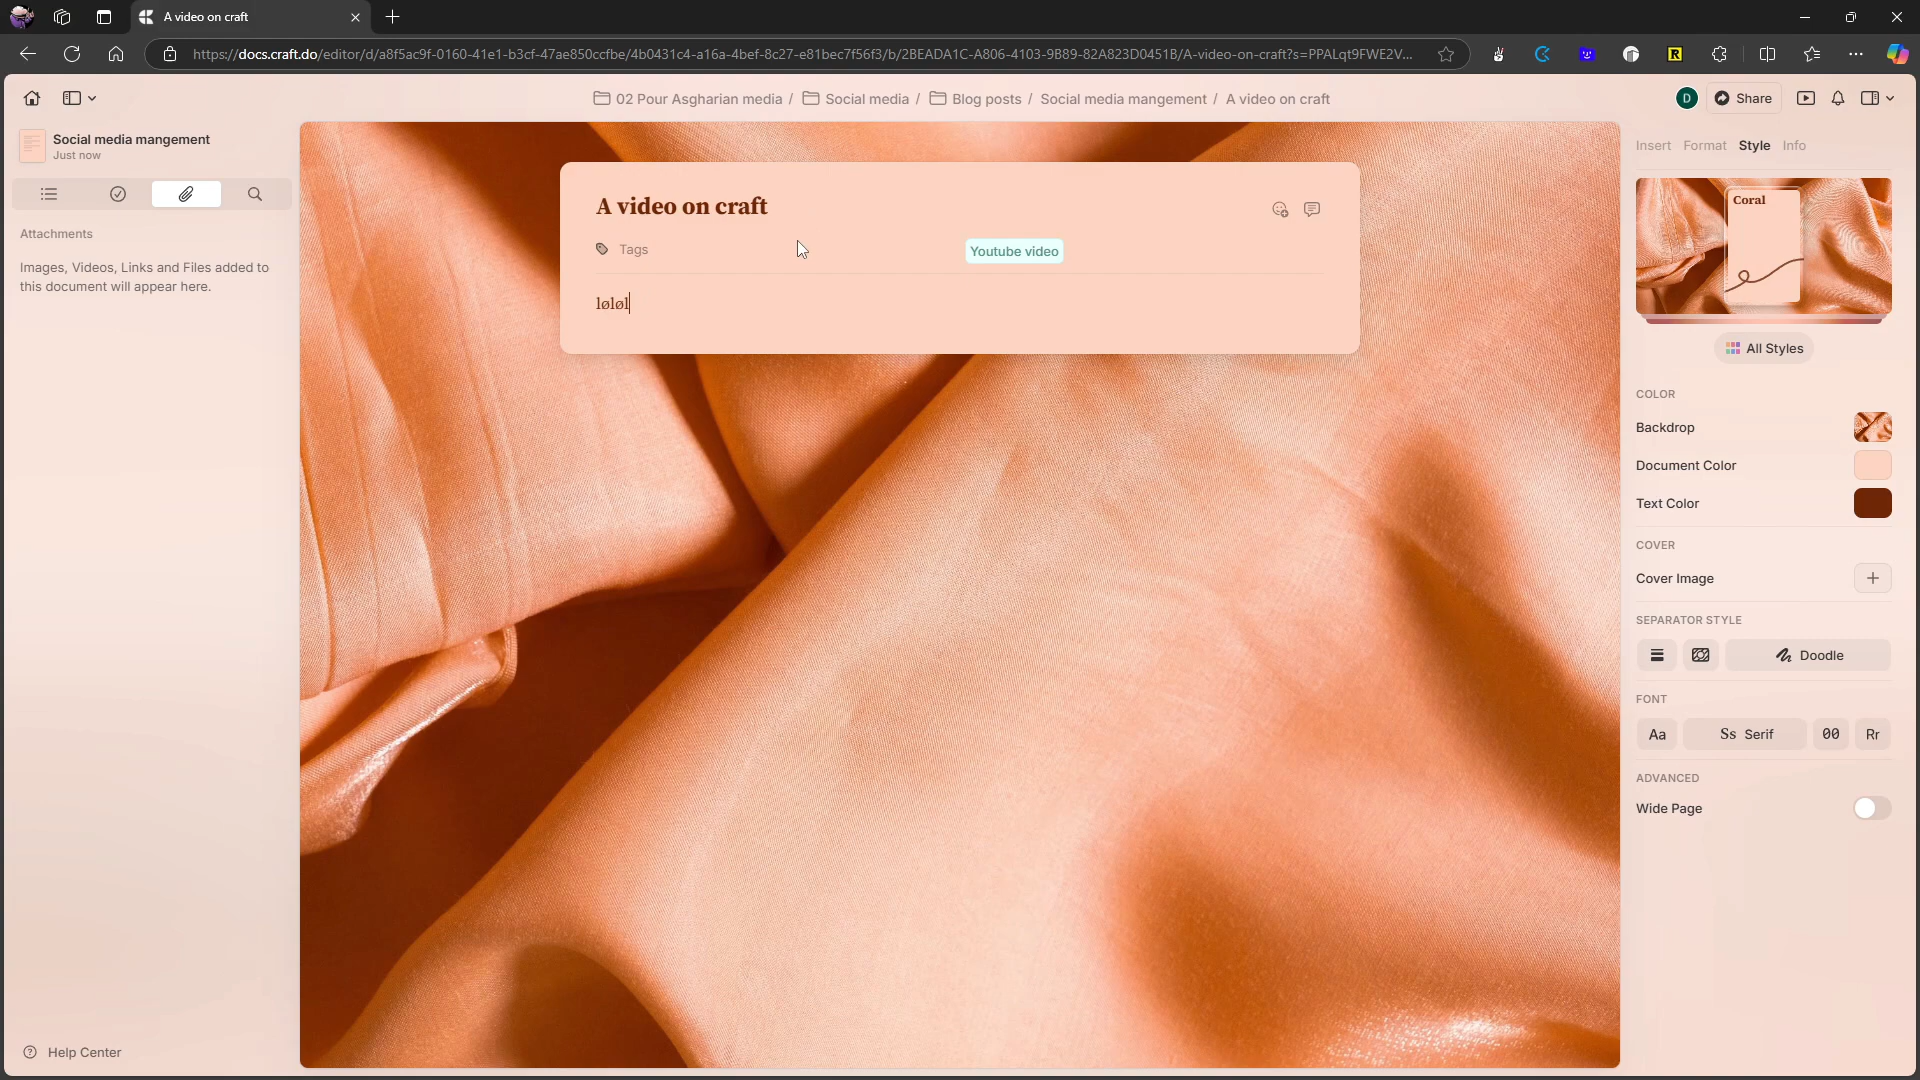 A video on craft
https://docs.craft.do/editor/d/a8f5ac9f-0160-41e1-b3cf-47ae850ccfbe/4b0431c4-a16a-4bef-8c27-e81bec7f56f3/b/2BEADA1C-A806-4103-9B89-82A823D0451B/A-video-on-craft?s=PPALqt9FWE2V...
02 Pour Asgharian media / Social media / Blog posts / Social media mangement / A video on craft
D Share
Social media mangement
Just now
Attachments
Images, Videos, Links and Files added to
this document will appear here.
Help Center
A video on craft
Tags Youtube video
løløl
Insert Format Style Info
Coral
All Styles
COLOR
Backdrop
Document Color
Text Color
COVER
Cover Image
SEPARATOR STYLE
Doodle
FONT
Aa Ss Serif 00 Rr
ADVANCED
Wide Page